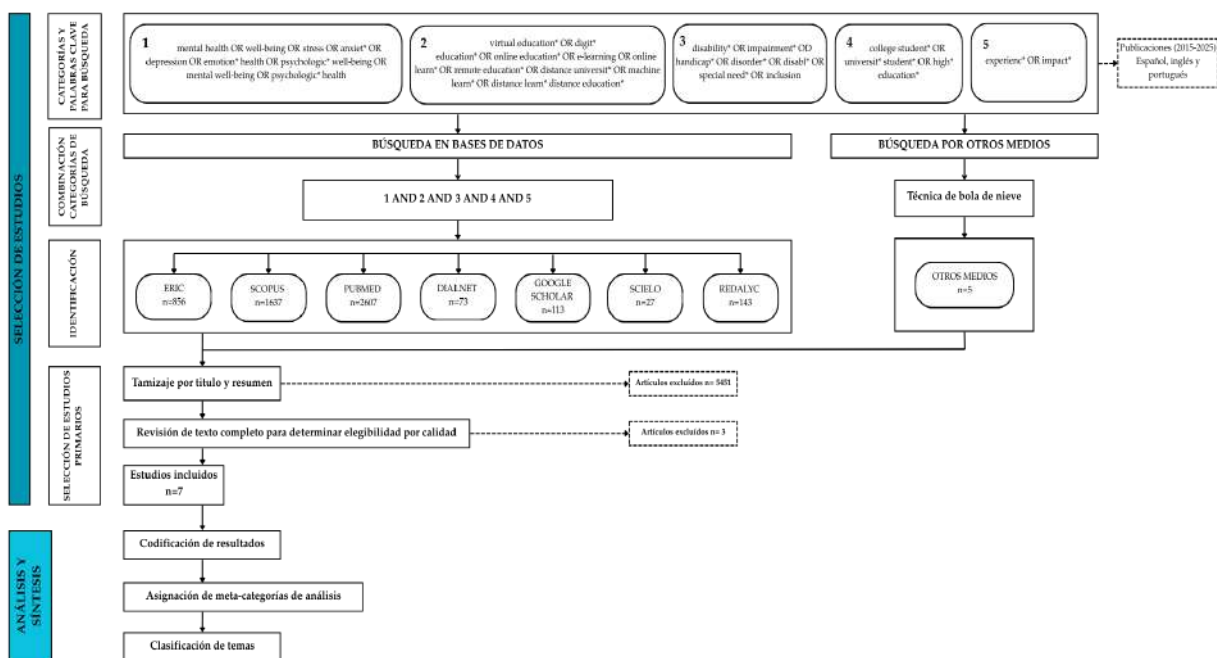 SELECCIÓN DE ESTUDIOS
CATEGORÍAS Y
PALABRAS CLAVE
PARA BÚSQUEDA
1
mental health OR well-being OR stress OR anxiet* OR
depression OR emotion* health OR psychologic* well-being OR
mental well-being OR psychologic* health
2
virtual education* OR digit*
education* OR online education* OR e-learning OR online
learn* OR remote education* OR distance universit* OR machine
learn* OR distance learn* distance education*
3
disability* OR impairment* OD
handicap* OR disorder* OR disabl* OR
special need* OR inclusion
4
college student* OR
universit* student* OR high*
education*
5
experienc* OR impact*
Publicaciones (2015-2025)
Español, inglés y
portugués
COMBINACIÓN
CATEGORÍAS DE
BÚSQUEDA
BÚSQUEDA EN BASES DE DATOS
BÚSQUEDA POR OTROS MEDIOS
1 AND 2 AND 3 AND 4 AND 5
Técnica de bola de nieve
IDENTIFICACIÓN
ERIC
n=856
SCOPUS
n=1637
PUBMED
n=2607
DIALNET
n=73
GOOGLE
SCHOLAR
n=113
SCIELO
n=27
REDALYC
n=143
OTROS MEDIOS
n=5
SELECCIÓN DE ESTUDIOS
PRIMARIOS
Tamizaje por título y resumen
Artículos excluidos n= 5451
Revisión de texto completo para determinar elegibilidad por calidad
Artículos excluidos n= 3
Estudios incluidos
n=7
ANÁLISIS Y
SÍNTESIS
Codificación de resultados
Asignación de meta-categorías de análisis
Clasificación de temas